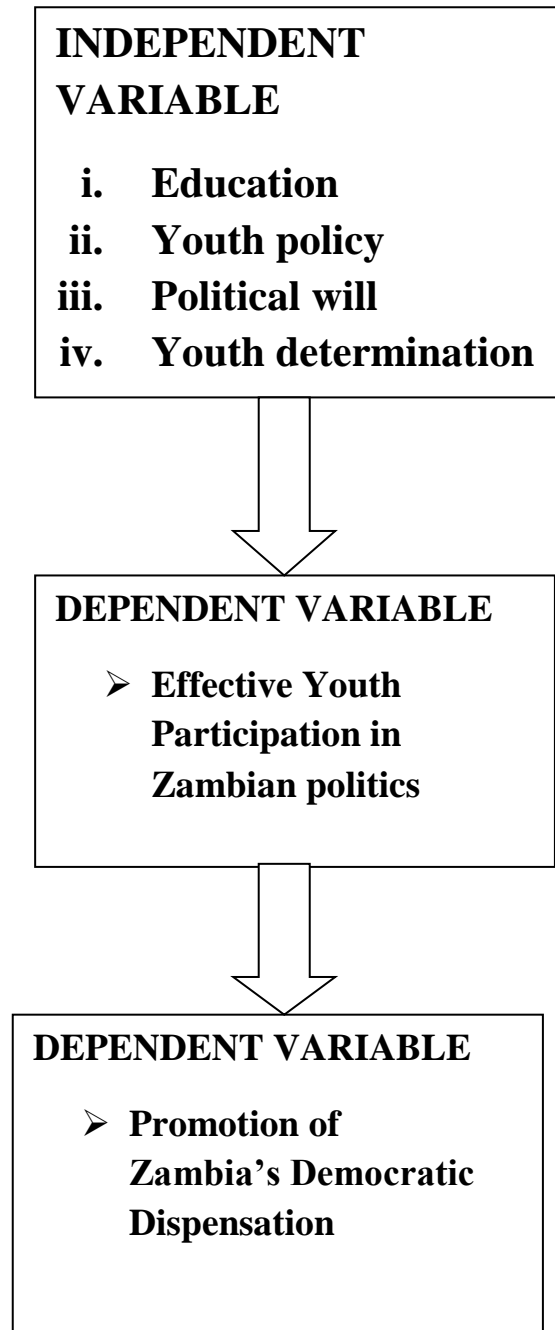 INDEPENDENT
VARIABLE
i. Education
ii. Youth policy
iii. Political will
iv. Youth determination
DEPENDENT VARIABLE
➢ Effective Youth
Participation in
Zambian politics
DEPENDENT VARIABLE
➢ Promotion of
Zambia’s Democratic
Dispensation